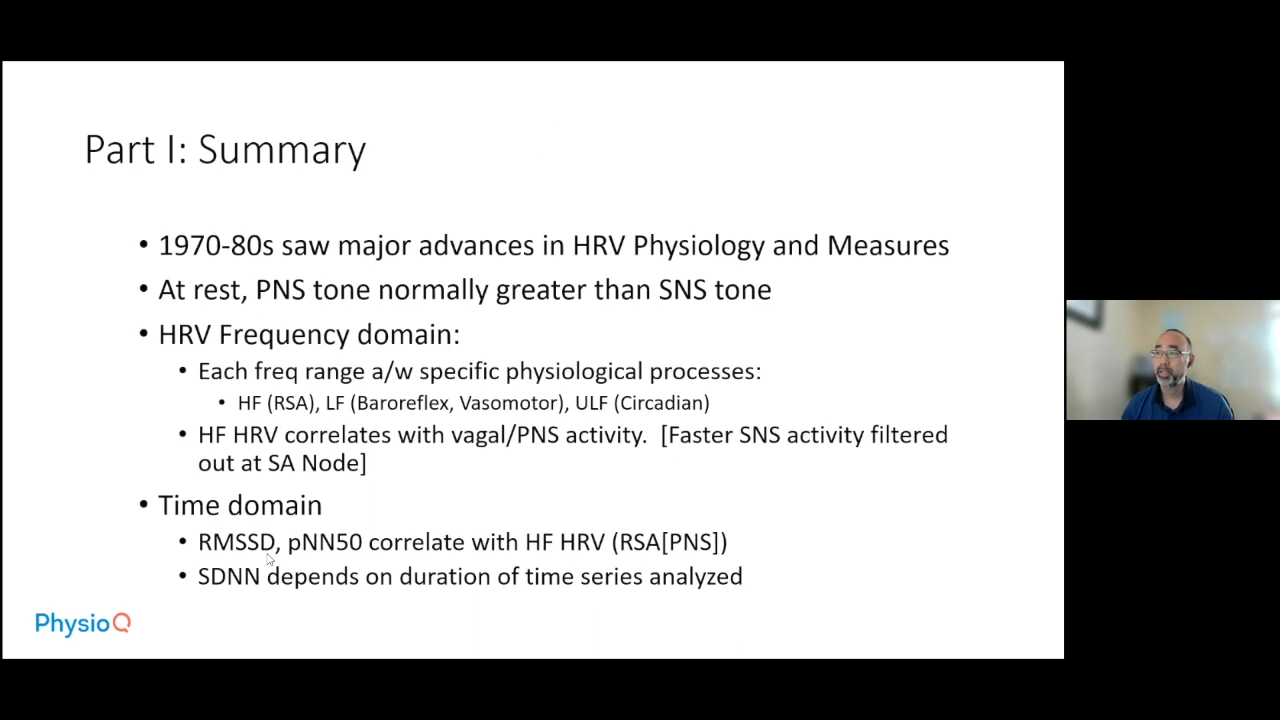 Part I: Summary
• 1970-80s saw major advances in HRV Physiology and Measures
• At rest, PNS tone normally greater than SNS tone
• HRV Frequency domain:
• Each freq range a/w specific physiological processes:
• HF (RSA), LF (Baroreflex, Vasomotor), ULF (Circadian)
• HF HRV correlates with vagal/PNS activity. [Faster SNS activity filtered
out at SA Node]
• Time domain
• RMSSD, pNN50 correlate with HF HRV (RSA[PNS])
• SDNN depends on duration of time series analyzed
PhysioQ